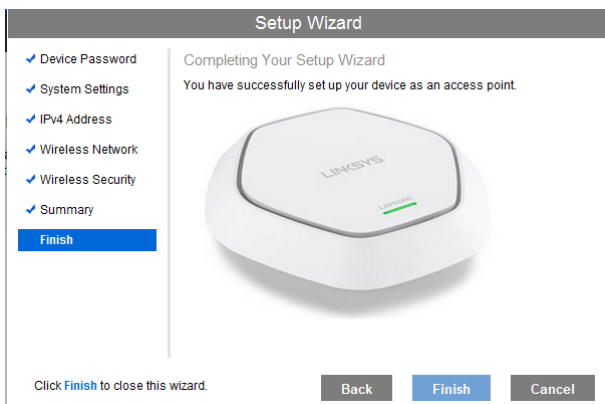 Setup Wizard
Device Password
System Settings
IPv4 Address
Wireless Network
Wireless Security
Summary
Finish
Completing Your Setup Wizard
You have successfully set up your device as an access point.
LINKSYS
LAPN300
Click Finish to close this wizard.
Back
Finish
Cancel